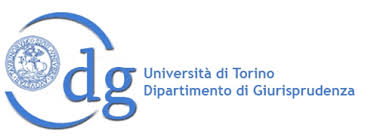 dg
Università di Torino
Dipartimento di Giurisprudenza